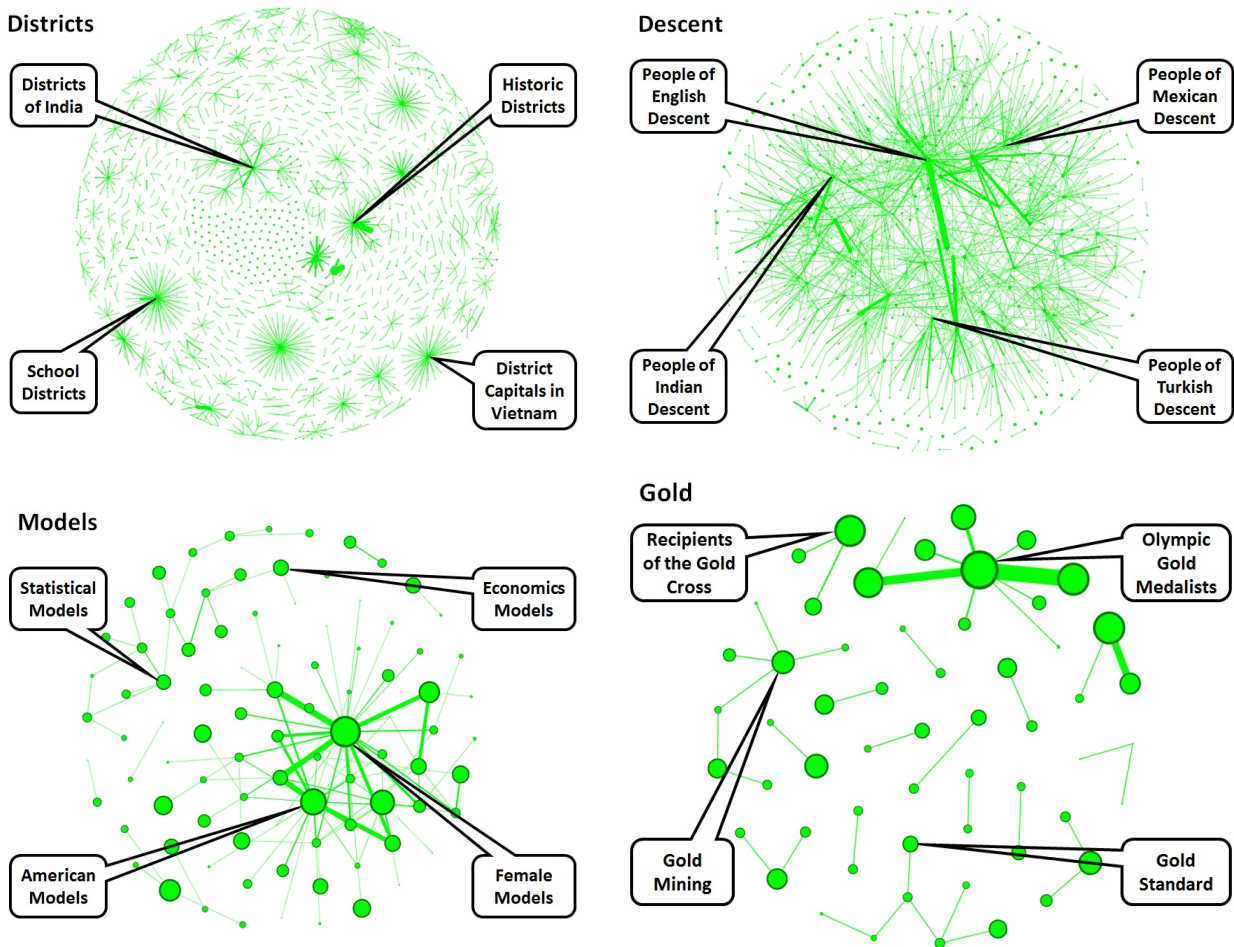 Districts
Districts
of India
Historic
Districts
School
Districts
District
Capitals in
Vietnam
Descent
People of
English
Descent
People of
Mexican
Descent
People of
Indian
Descent
People of
Turkish
Descent
Models
Statistical
Models
Economics
Models
American
Models
Female
Models
Gold
Recipients
of the Gold
Cross
Olympic
Gold
Medalists
Gold
Mining
Gold
Standard